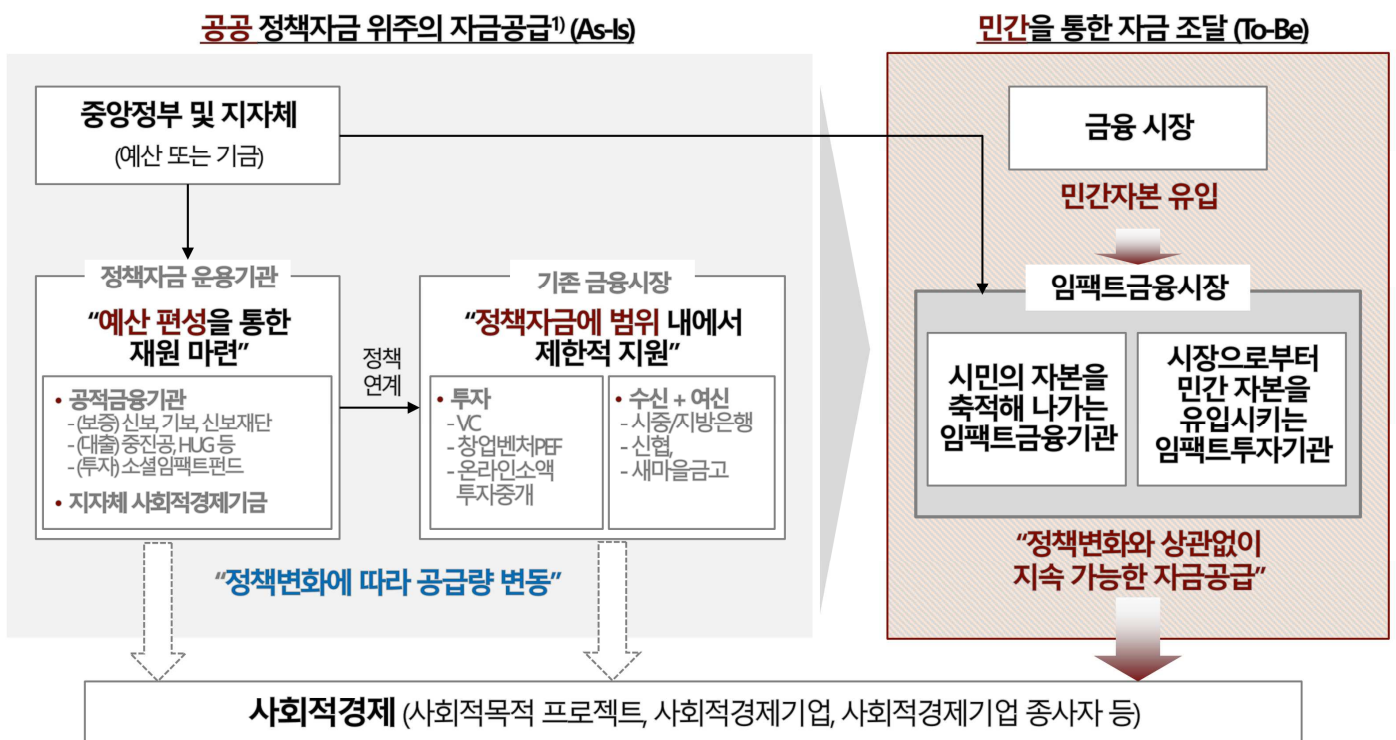 공공 정책자금 위주의 자금공급1) (As-Is)
중앙정부 및 지자체
(예산 또는 기금)
정책자금 운용기관
“예산 편성을 통한
재원 마련”
• 공적금융기관
- (보증) 신보, 기보, 신보재단
- (대출) 중진공, HUG 등
- (투자) 소셜임팩트펀드
• 지자체 사회적경제기금
정책
연계
기존 금융시장
“정책자금에 범위 내에서
제한적 지원”
• 투자
- VC
- 창업벤처PEF
- 온라인소액
투자중개
• 수신 + 여신
- 시중/지방은행
- 신협,
- 새마을금고
“정책변화에 따라 공급량 변동”
민간을 통한 자금 조달 (To-Be)
금융 시장
민간자본 유입
임팩트금융시장
시민의 자본을
축적해 나가는
임팩트금융기관
시장으로부터
민간 자본을
유입시키는
임팩트투자기관
“정책변화와 상관없이
지속 가능한 자금공급”
사회적경제 (사회적목적 프로젝트, 사회적경제기업, 사회적경제기업 종사자 등)